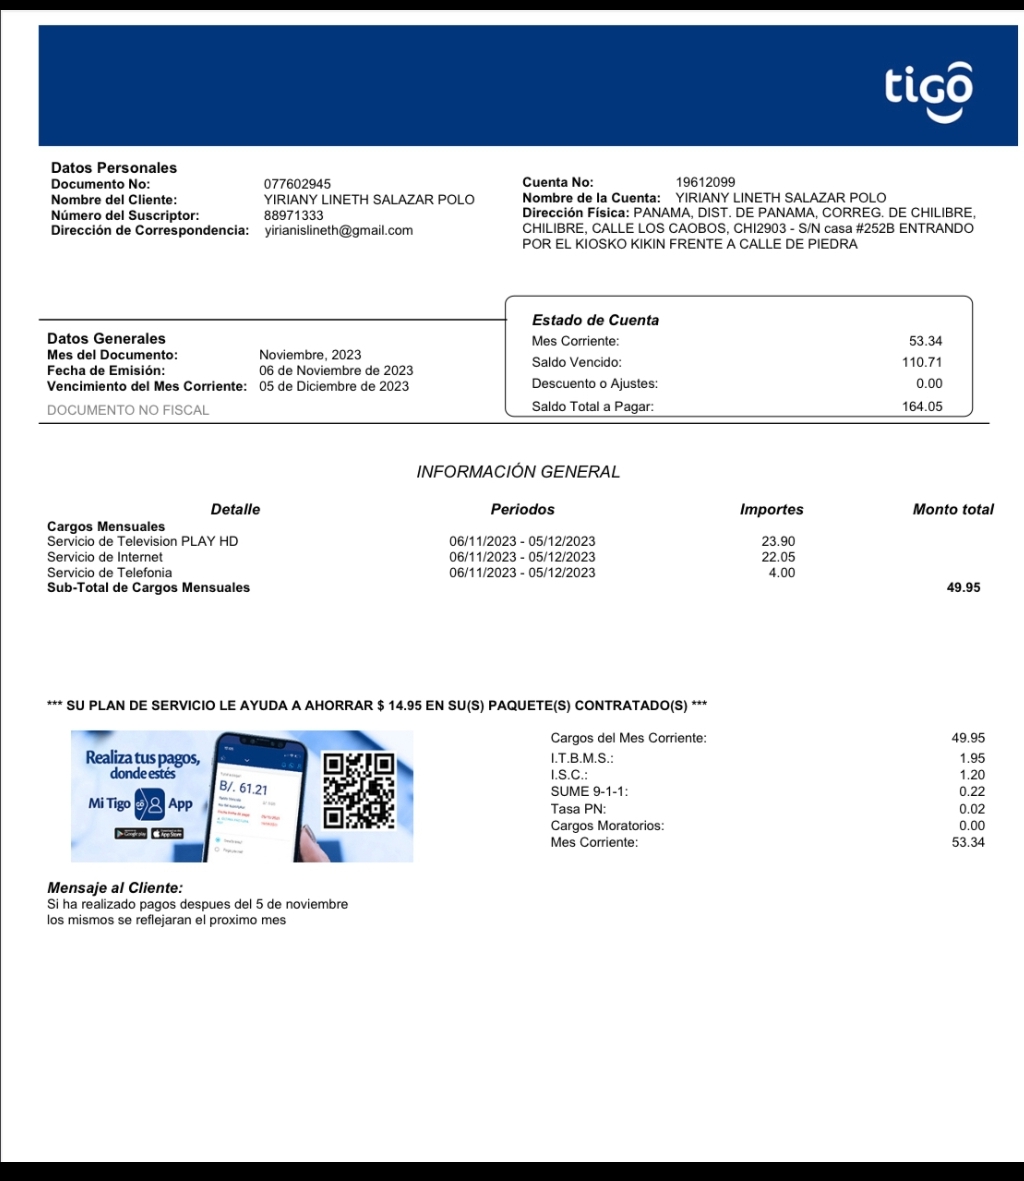 tigo
Datos Personales
Documento No: 077602945
Nombre del Cliente: YIRIANY LINETH SALAZAR POLO
Número del Suscriptor: 88971333
Dirección de Correspondencia: yirianislineth@gmail.com
Cuenta No: 19612099
Nombre de la Cuenta: YIRIANY LINETH SALAZAR POLO
Dirección Física: PANAMA, DIST. DE PANAMA, CORREG. DE CHILIBRE,
CHILIBRE, CALLE LOS CAOBOS, CHI2903 - S/N casa #252B ENTRANDO
POR EL KIOSKO KIKIN FRENTE A CALLE DE PIEDRA
Datos Generales
Mes del Documento: Noviembre, 2023
Fecha de Emisión: 06 de Noviembre de 2023
Vencimiento del Mes Corriente: 05 de Diciembre de 2023
DOCUMENTO NO FISCAL
Estado de Cuenta
Mes Corriente: 53.34
Saldo Vencido: 110.71
Descuento o Ajustes: 0.00
Saldo Total a Pagar: 164.05
INFORMACIÓN GENERAL
Detalle Periodos Importes Monto total
Cargos Mensuales
Servicio de Television PLAY HD 06/11/2023 - 05/12/2023 23.90
Servicio de Internet 06/11/2023 - 05/12/2023 22.05
Servicio de Telefonia 06/11/2023 - 05/12/2023 4.00
Sub-Total de Cargos Mensuales 49.95
*** SU PLAN DE SERVICIO LE AYUDA A AHORRAR $ 14.95 EN SU(S) PAQUETE(S) CONTRATADO(S) ***
Realiza tus pagos,
donde estés
Mi Tigo App
Google play App Store
B/. 61.21
Cargos del Mes Corriente: 49.95
I.T.B.M.S.: 1.95
I.S.C.: 1.20
SUME 9-1-1: 0.22
Tasa PN: 0.02
Cargos Moratorios: 0.00
Mes Corriente: 53.34
Mensaje al Cliente:
Si ha realizado pagos despues del 5 de noviembre
los mismos se reflejaran el proximo mes